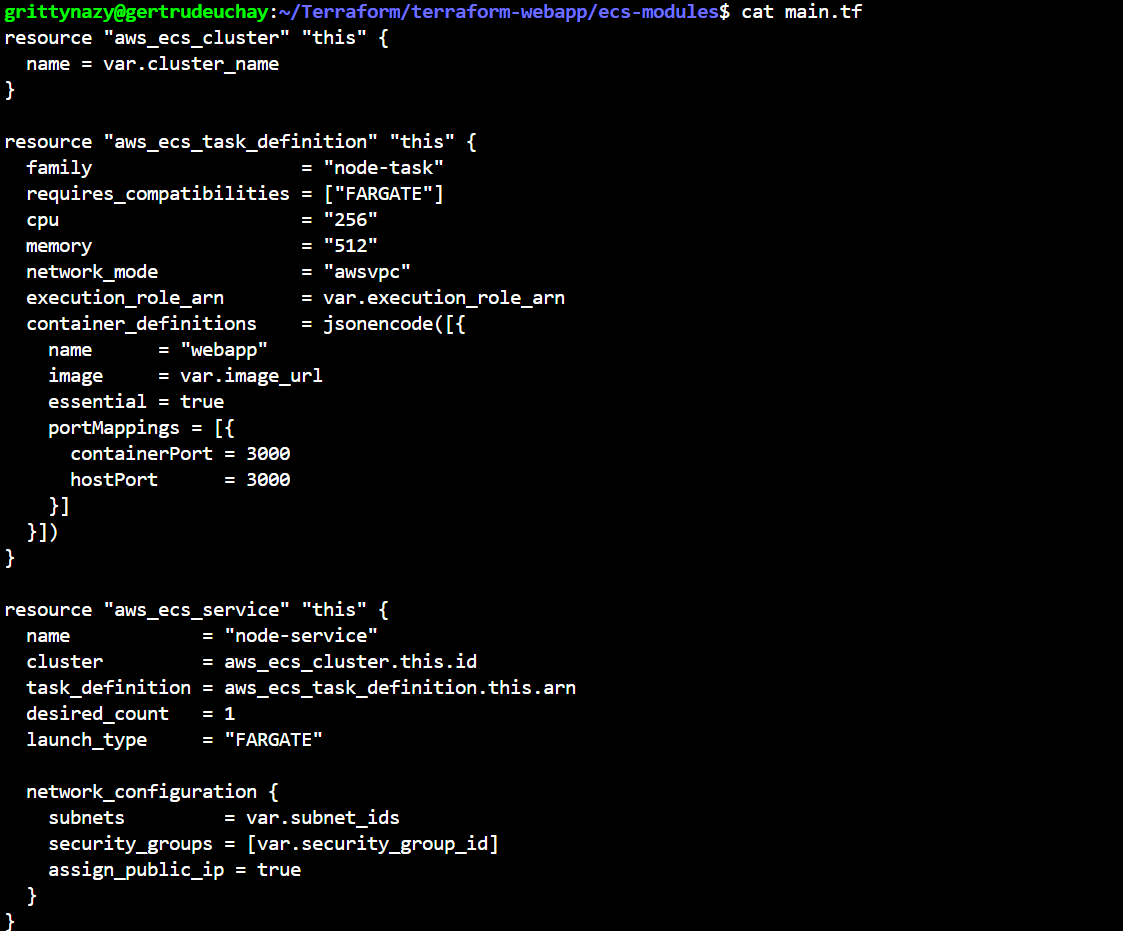 grittynazy@gertrudeuchay:~/Terraform/terraform-webapp/ecs-modules$ cat main.tf
resource "aws_ecs_cluster" "this" {
  name = var.cluster_name
}

resource "aws_ecs_task_definition" "this" {
  family                   = "node-task"
  requires_compatibilities = ["FARGATE"]
  cpu                      = "256"
  memory                   = "512"
  network_mode             = "awsvpc"
  execution_role_arn       = var.execution_role_arn
  container_definitions    = jsonencode([{
    name      = "webapp"
    image     = var.image_url
    essential = true
    portMappings = [{
      containerPort = 3000
      hostPort      = 3000
    }]
  }])
}

resource "aws_ecs_service" "this" {
  name            = "node-service"
  cluster         = aws_ecs_cluster.this.id
  task_definition = aws_ecs_task_definition.this.arn
  desired_count   = 1
  launch_type     = "FARGATE"

  network_configuration {
    subnets         = var.subnet_ids
    security_groups = [var.security_group_id]
    assign_public_ip = true
  }
}